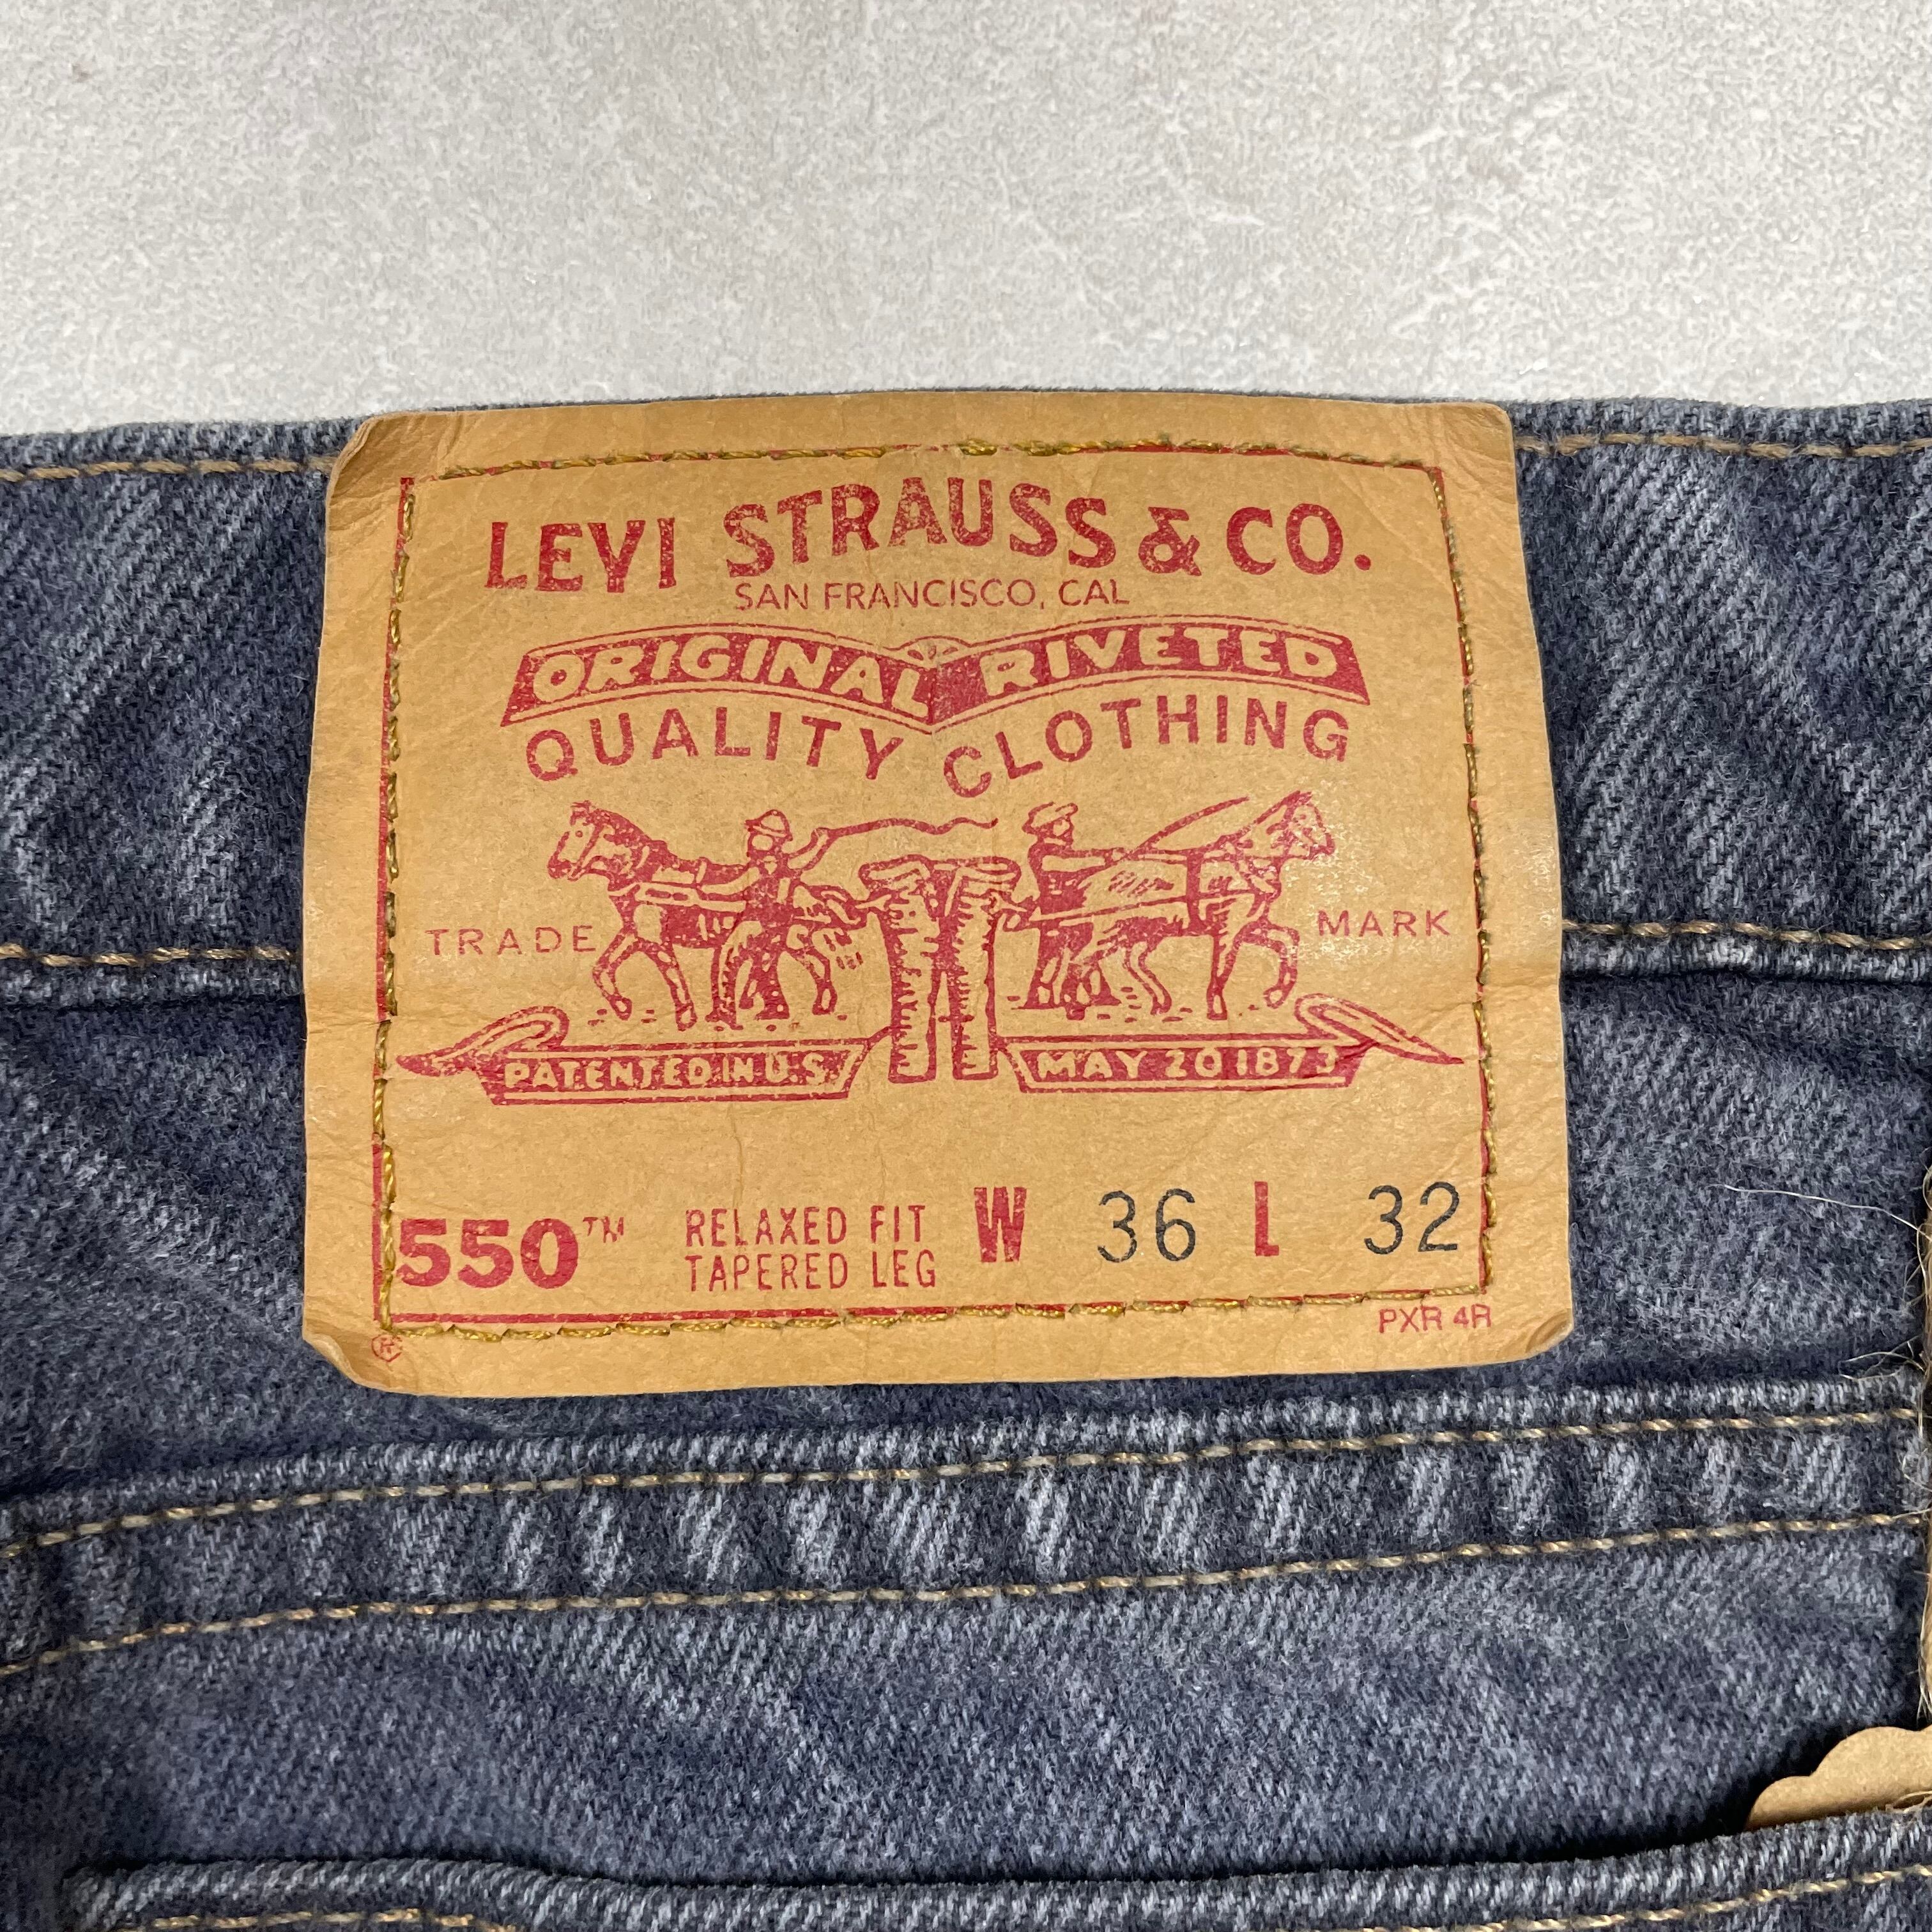 LEVI STRAUSS & CO.
SAN FRANCISCO, CAL
ORIGINAL RIVETED
QUALITY CLOTHING
TRADE MARK
PATENTED IN U.S. MAY 20 1873
550™ RELAXED FIT W 36 L 32
TAPERED LEG
PXR 4R
®